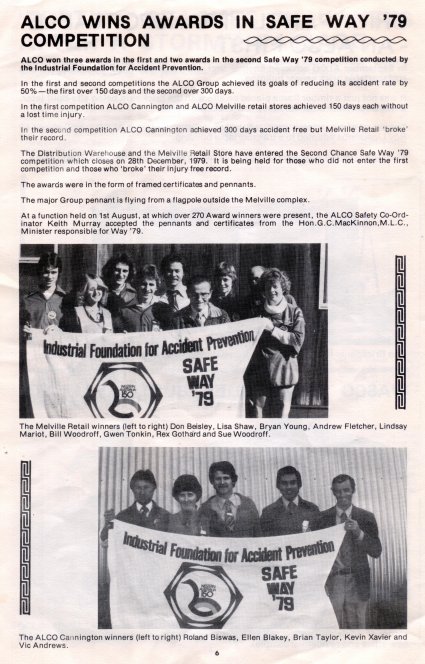 ALCO WINS AWARDS IN SAFE WAY '79
COMPETITION
ALCO won three awards in the first and two awards in the second Safe Way '79 competition conducted by
the Industrial Foundation for Accident Prevention.
In the first and second competitions the ALCO Group achieved its goals of reducing its accident rate by
50%—the first over 150 days and the second over 300 days.
In the first competition ALCO Cannington and ALCO Melville retail stores achieved 150 days each without
a lost time injury.
In the second competition ALCO Cannington achieved 300 days accident free but Melville Retail 'broke'
their record.
The Distribution Warehouse and the Melville Retail Store have entered the Second Chance Safe Way '79
competition which closes on 28th December, 1979. It is being held for those who did not enter the first
competition and those who 'broke' their injury free record.
The awards were in the form of framed certificates and pennants.
The major Group pennant is flying from a flagpole outside the Melville complex.
At a function held on 1st August, at which over 270 Award winners were present, the ALCO Safety Co-Ord-
inator Keith Murray accepted the pennants and certificates from the Hon.G.C.MacKinnon,M.L.C.,
Minister responsible for Way '79.
Industrial Foundation for Accident Prevention
SAFE
WAY
'79
150
The Melville Retail winners (left to right) Don Beisley, Lisa Shaw, Bryan Young, Andrew Fletcher, Lindsay
Mariot, Bill Woodroff, Gwen Tonkin, Rex Gothard and Sue Woodroff.
Industrial Foundation for Accident Prevention
SAFE
WAY
'79
150
The ALCO Cannington winners (left to right) Roland Biswas, Ellen Blakey, Brian Taylor, Kevin Xavier and
Vic Andrews.
6